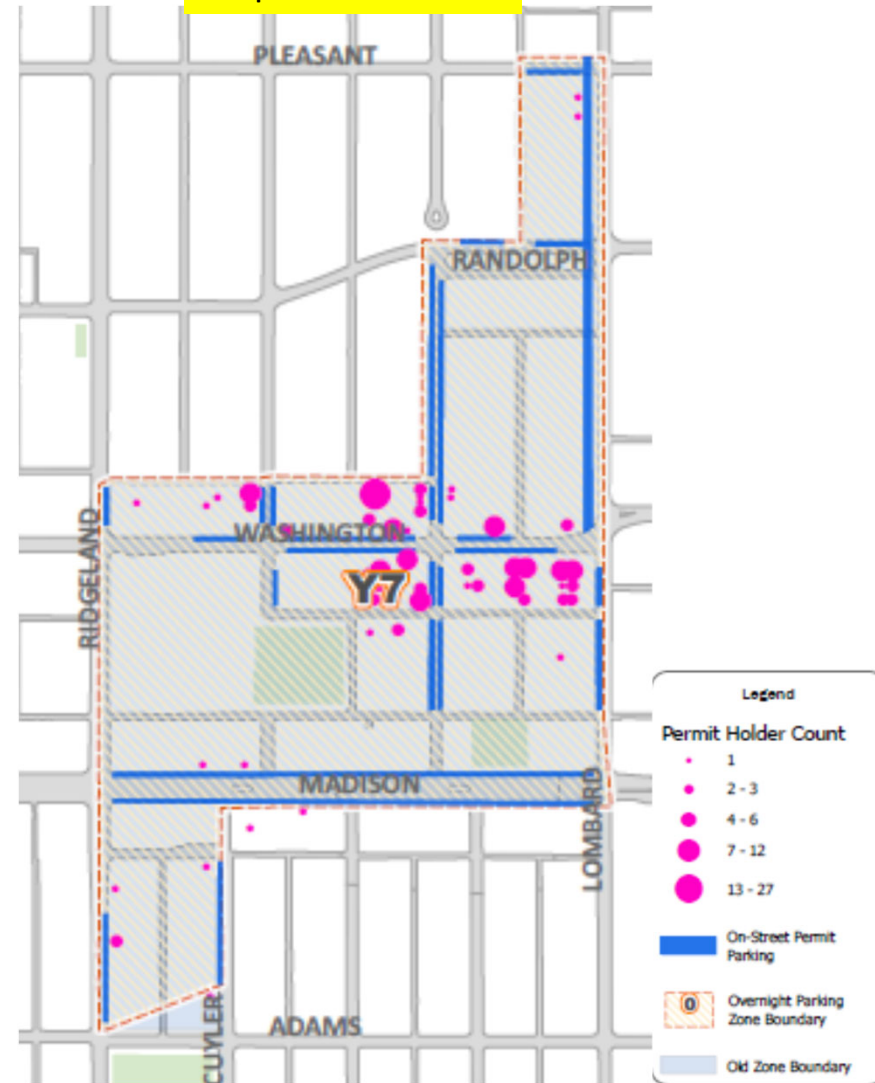 PLEASANT
RANDOLPH
RIDGELAND
WASHINGTON
Y7
MADISON
LOMBARD
CUYLER
ADAMS
Legend
Permit Holder Count
1
2 - 3
4 - 6
7 - 12
13 - 27
On-Street Permit
Parking
0
Overnight Parking
Zone Boundary
Old Zone Boundary